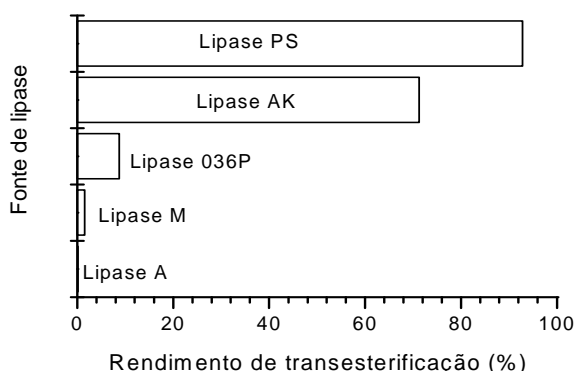 Lipase PS
Lipase AK
Lipase 036P
Lipase M
Lipase A
Fonte de lipase
0 20 40 60 80 100
Rendimento de transesterificação (%)